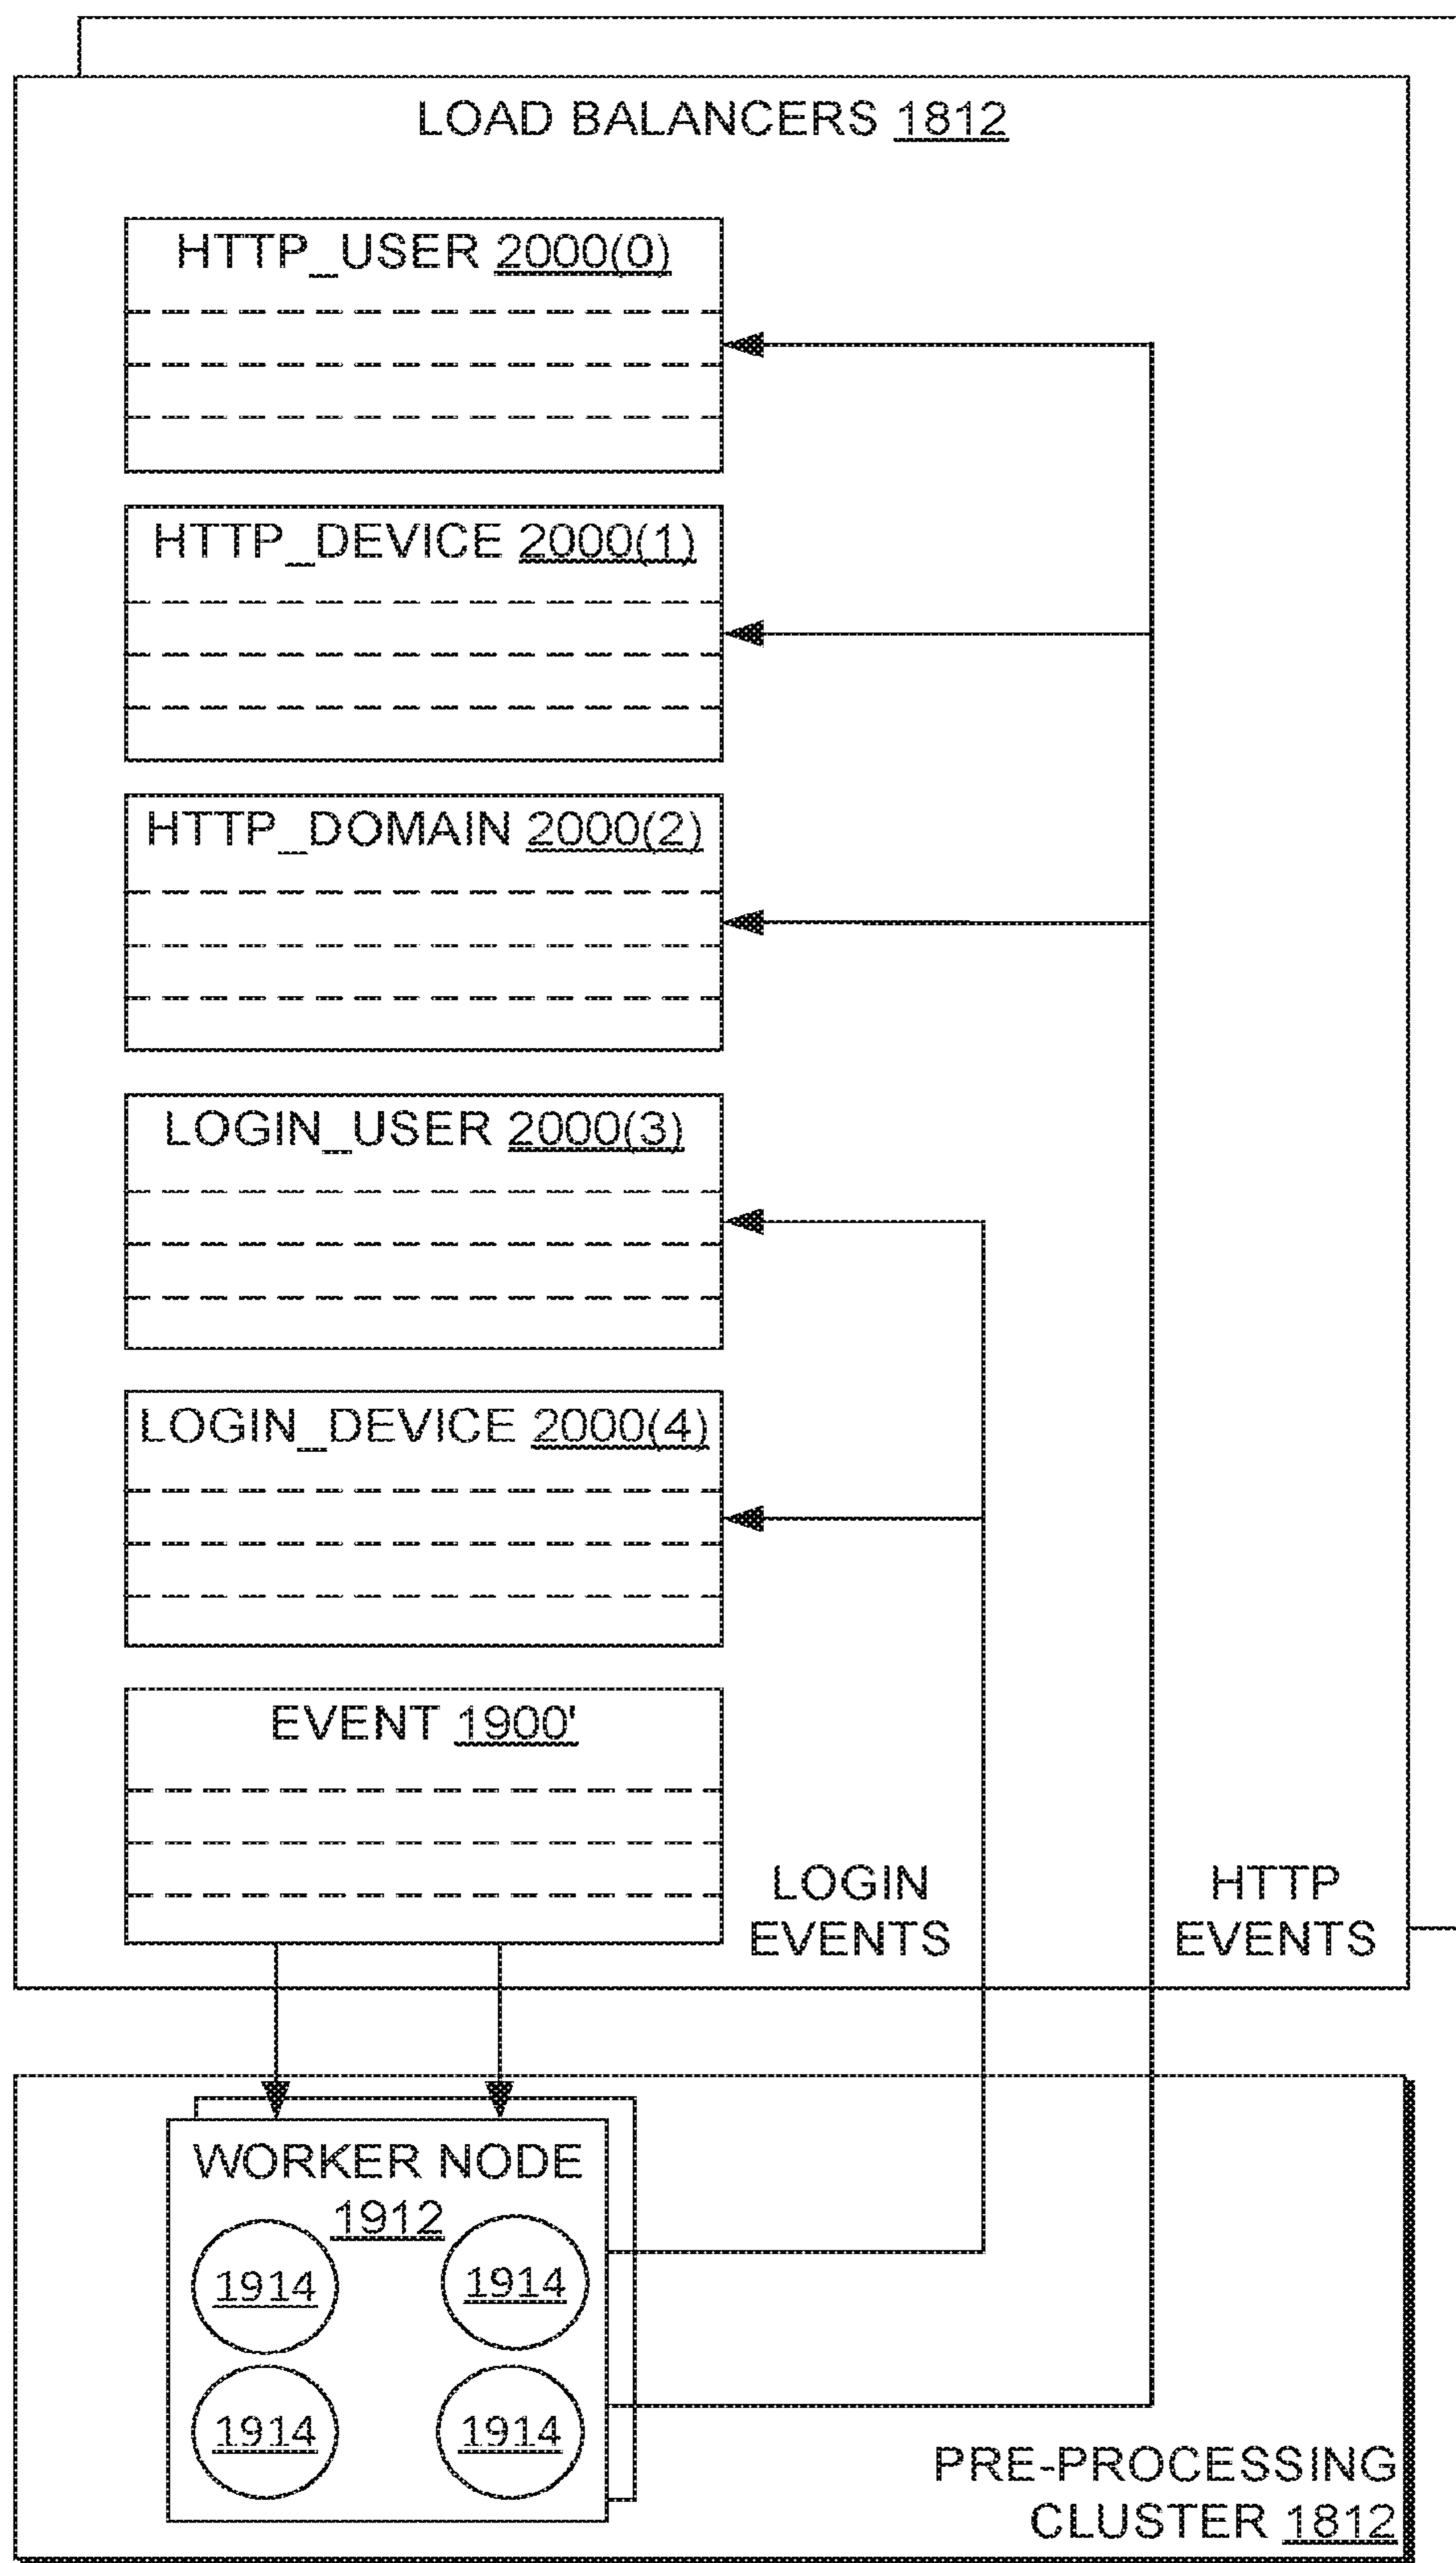 LOAD BALANCERS 1812
HTTP_USER 2000(0)
HTTP_DEVICE 2000(1)
HTTP_DOMAIN 2000(2)
LOGIN_USER 2000(3)
LOGIN_DEVICE 2000(4)
EVENT 1900'
LOGIN
EVENTS
HTTP
EVENTS
WORKER NODE
1912
1914
1914
1914
1914
PRE-PROCESSING
CLUSTER 1812